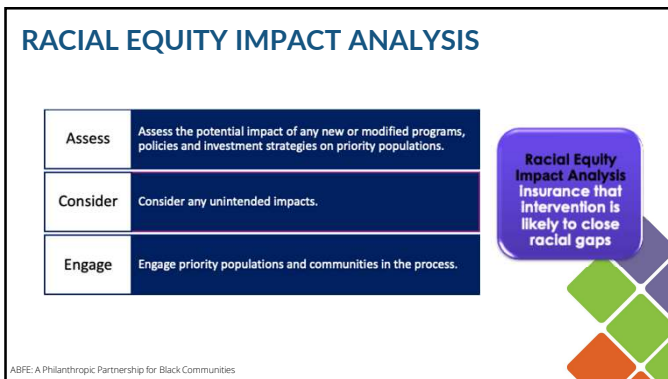 RACIAL EQUITY IMPACT ANALYSIS
Assess
Assess the potential impact of any new or modified programs,
policies and investment strategies on priority populations.
Consider
Consider any unintended impacts.
Engage
Engage priority populations and communities in the process.
Racial Equity
Impact Analysis
Insurance that
intervention is
likely to close
racial gaps
ABFE: A Philanthropic Partnership for Black Communities